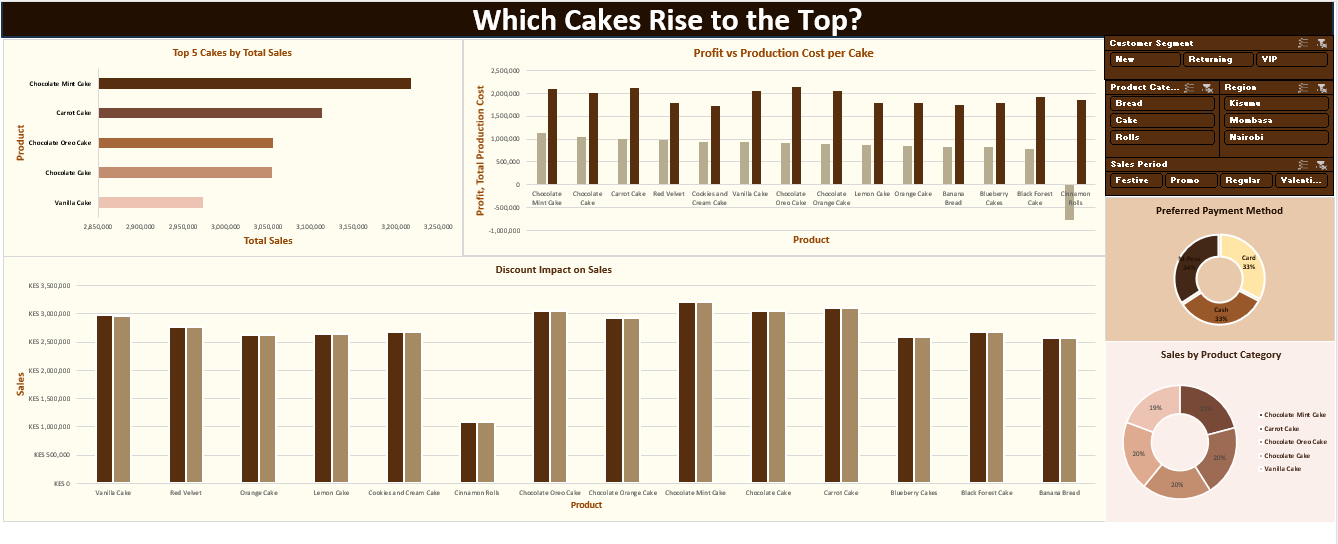 Which Cakes Rise to the Top?
Top 5 Cakes by Total Sales
Product
Chocolate Mint Cake
Carrot Cake
Chocolate Oreo Cake
Chocolate Cake
Vanilla Cake
2,850,000 2,900,000 2,950,000 3,000,000 3,050,000 3,100,000 3,150,000 3,200,000 3,250,000
Total Sales
Profit vs Production Cost per Cake
Profit, Total Production Cost
2,500,000
2,000,000
1,500,000
1,000,000
500,000
0
-500,000
-1,000,000
Chocolate Mint Cake
Chocolate Cake
Carrot Cake
Red Velvet
Cookies and Cream Cake
Vanilla Cake
Chocolate Oreo Cake
Chocolate Orange Cake
Lemon Cake
Orange Cake
Banana Bread
Blueberry Cakes
Black Forest Cake
Cinnamon Rolls
Product
Customer Segment
New Returning VIP
Product Cate...
Bread
Cake
Rolls
Region
Kisumu
Mombasa
Nairobi
Sales Period
Festive Promo Regular Valenti...
Discount Impact on Sales
Sales
KES 3,500,000
KES 3,000,000
KES 2,500,000
KES 2,000,000
KES 1,500,000
KES 1,000,000
KES 500,000
KES 0
Vanilla Cake Red Velvet Orange Cake Lemon Cake Cookies and Cream Cake Cinnamon Rolls Chocolate Oreo Cake Chocolate Orange Cake Chocolate Mint Cake Chocolate Cake Carrot Cake Blueberry Cakes Black Forest Cake Banana Bread
Product
Preferred Payment Method
Card
33%
Cash
33%
Sales by Product Category
19%
20%
20%
20%
Chocolate Mint Cake
Carrot Cake
Chocolate Oreo Cake
Chocolate Cake
Vanilla Cake